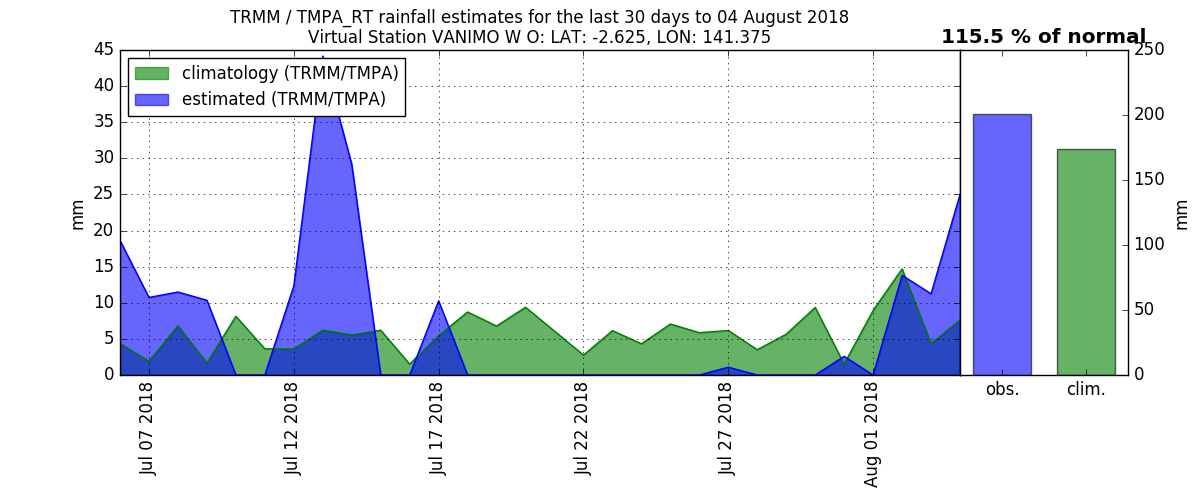 TRMM / TMPA_RT rainfall estimates for the last 30 days to 04 August 2018
Virtual Station VANIMO W O: LAT: -2.625, LON: 141.375
115.5 % of normal
climatology (TRMM/TMPA)
estimated (TRMM/TMPA)
mm
45
40
35
30
25
20
15
10
5
0
Jul 07 2018
Jul 12 2018
Jul 17 2018
Jul 22 2018
Jul 27 2018
Aug 01 2018
obs.
clim.
250
200
150
100
50
0
mm